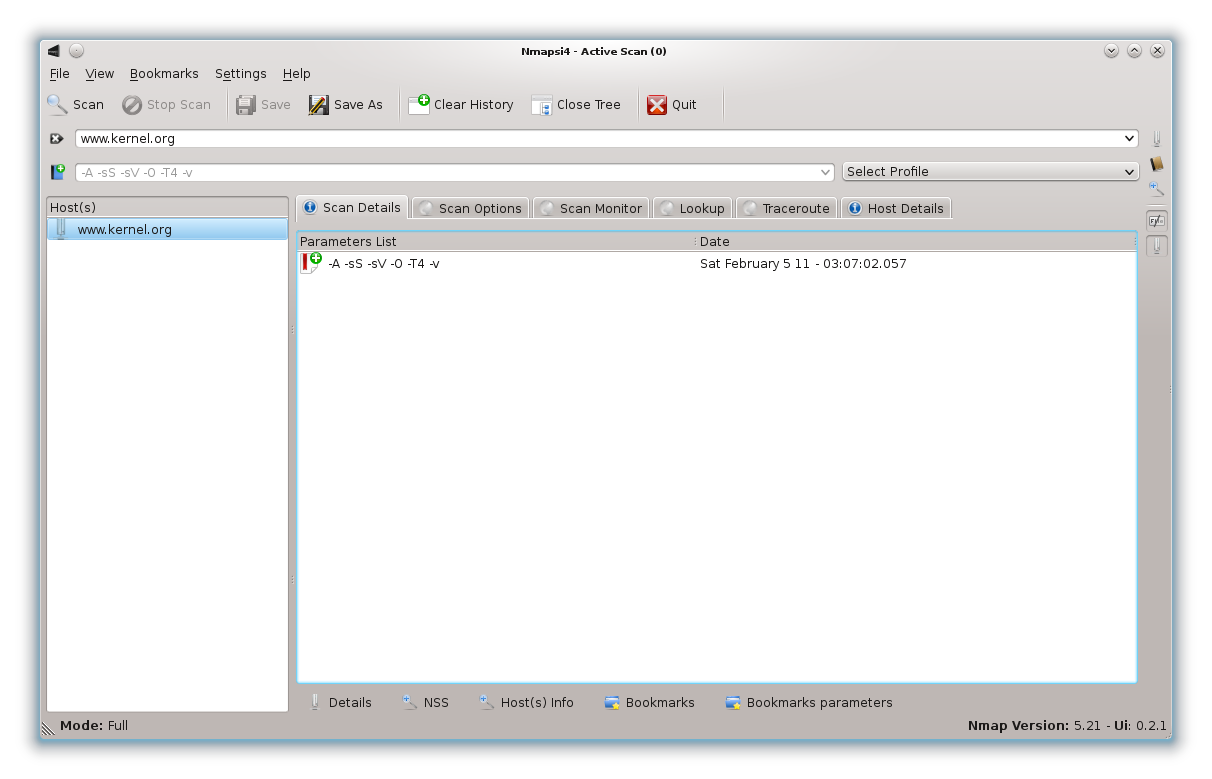 Nmapsi4 - Active Scan (0)
File View Bookmarks Settings Help
Scan Stop Scan Save Save As Clear History Close Tree Quit
www.kernel.org
-A -sS -sV -O -T4 -v Select Profile
Host(s)
www.kernel.org
Scan Details Scan Options Scan Monitor Lookup Traceroute Host Details
Parameters List Date
-A -sS -sV -O -T4 -v Sat February 5 11 - 03:07:02.057
Details NSS Host(s) Info Bookmarks Bookmarks parameters
Mode: Full Nmap Version: 5.21 - Ui: 0.2.1